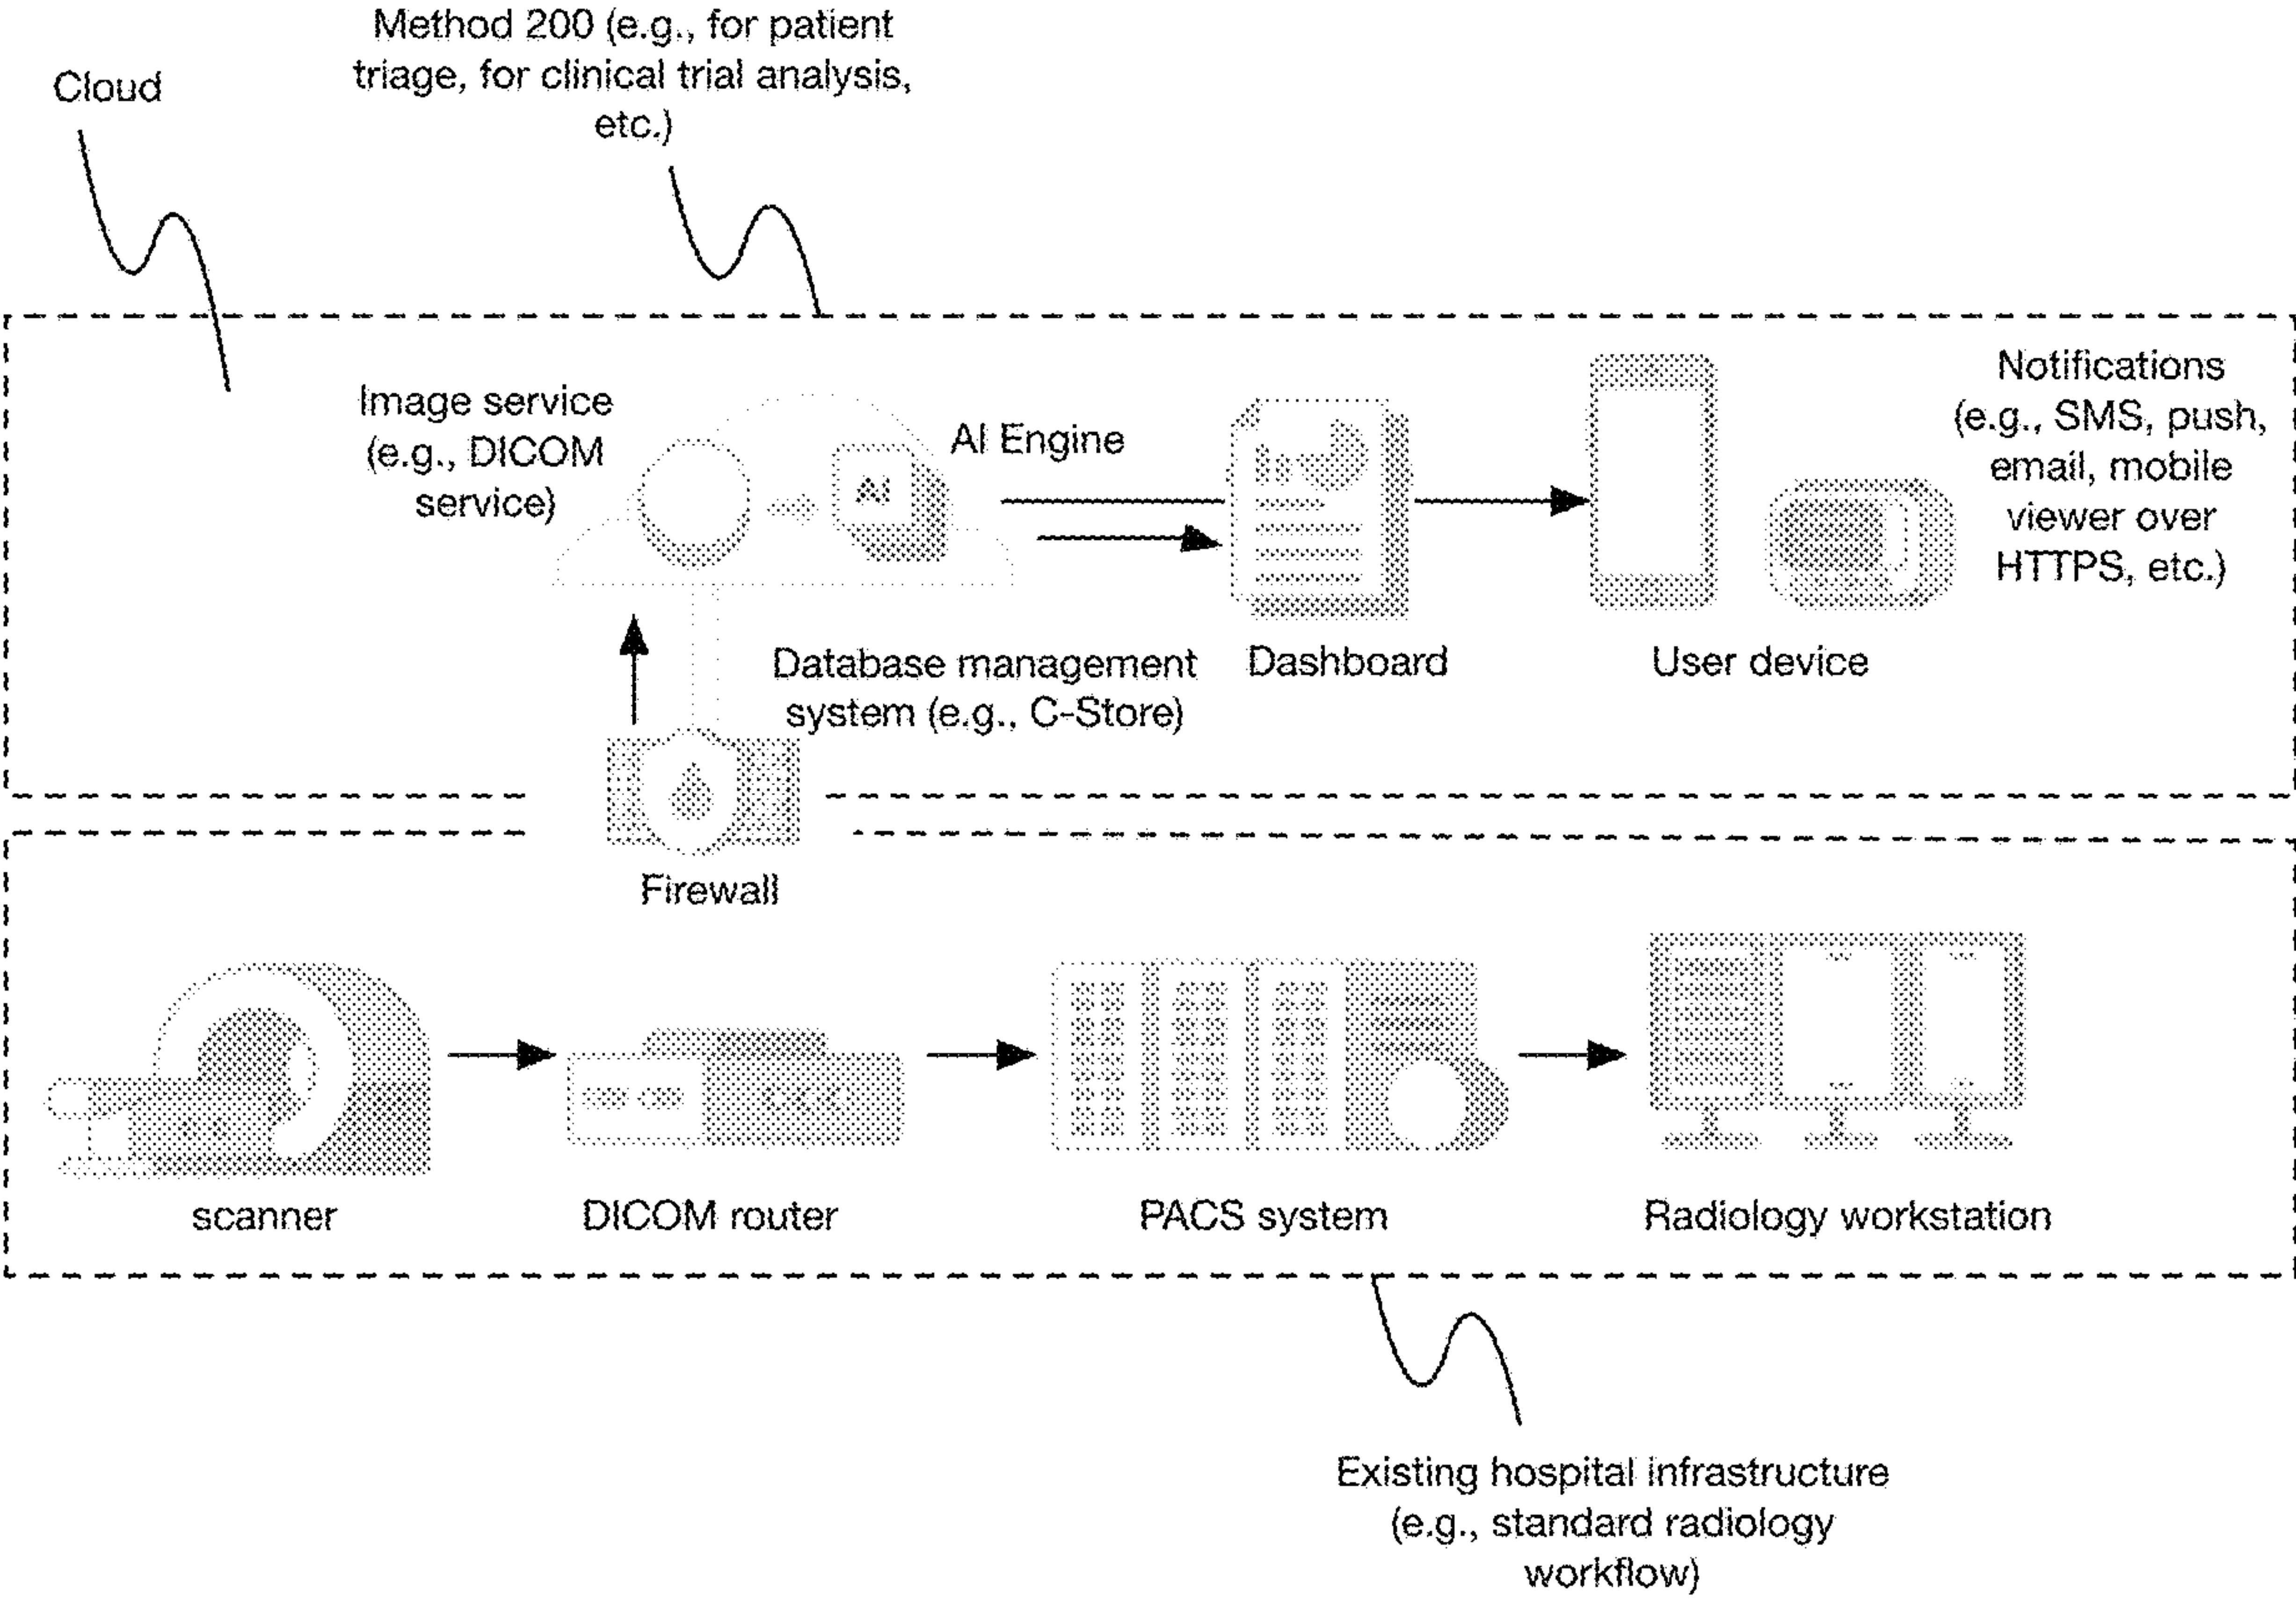 Method 200 (e.g., for patient
triage, for clinical trial analysis,
etc.)
Cloud
Image service
(e.g., DICOM
service)
AI
AI Engine
Notifications
(e.g., SMS, push,
email, mobile
viewer over
HTTPS, etc.)
Database management
system (e.g., C-Store)
Dashboard
User device
Firewall
scanner
DICOM router
PACS system
Radiology workstation
Existing hospital infrastructure
(e.g., standard radiology
workflow)